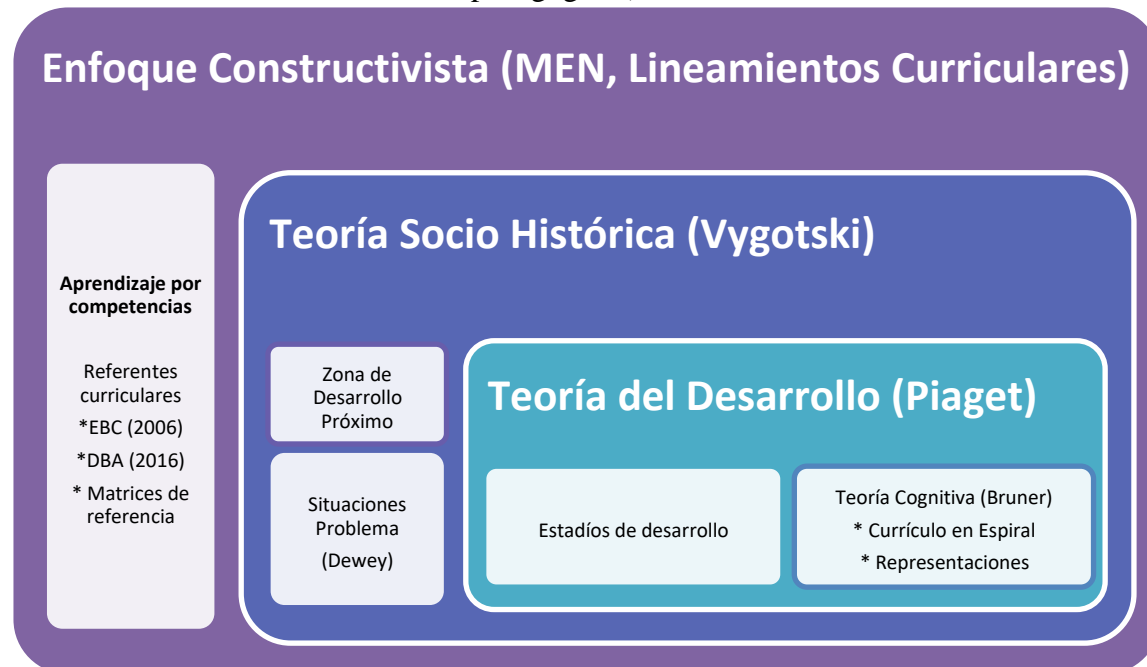 Enfoque Constructivista (MEN, Lineamientos Curriculares)
Aprendizaje por
competencias
Referentes
curriculares
*EBC (2006)
*DBA (2016)
* Matrices de
referencia
Teoría Socio Histórica (Vygotski)
Zona de
Desarrollo
Próximo
Situaciones
Problema
(Dewey)
Teoría del Desarrollo (Piaget)
Estadíos de desarrollo
Teoría Cognitiva (Bruner)
* Currículo en Espiral
* Representaciones